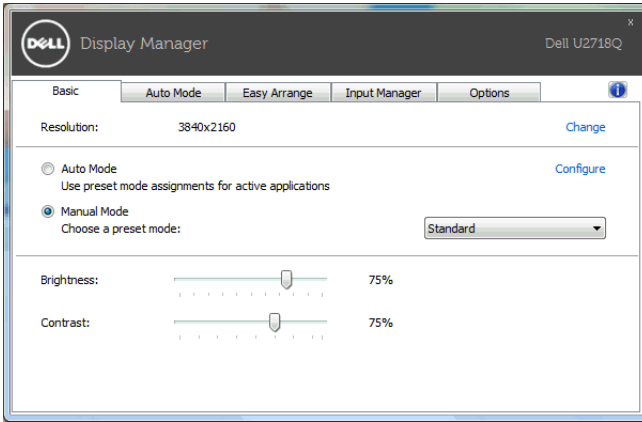 x
DELL Display Manager Dell U2718Q
Basic Auto Mode Easy Arrange Input Manager Options i
Resolution: 3840x2160 Change
Auto Mode Configure
Use preset mode assignments for active applications
Manual Mode
Choose a preset mode: Standard
Brightness: 75%
Contrast: 75%